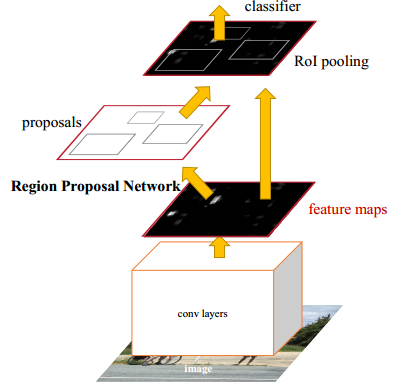 classifier
RoI pooling
proposals
Region Proposal Network
feature maps
conv layers
image